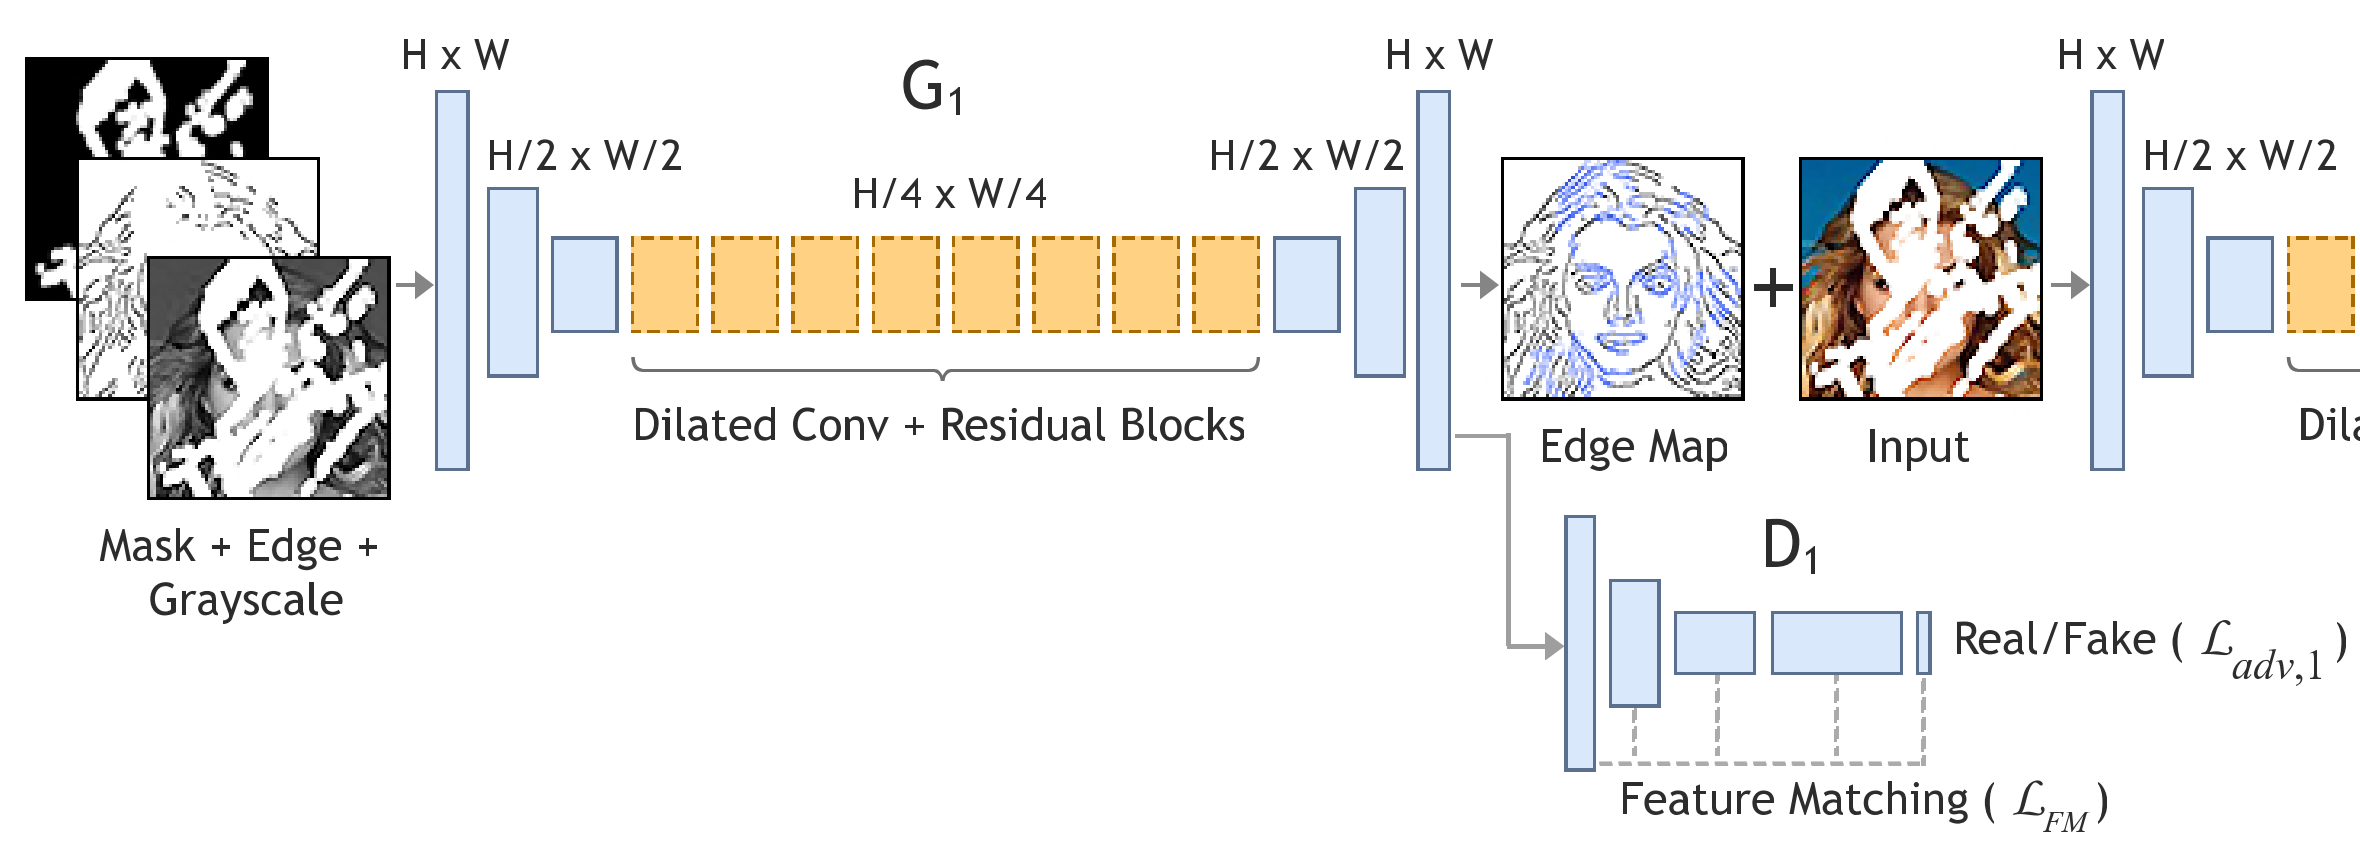 H x W
G1
H x W
H x W
H/2 x W/2
H/2 x W/2
H/2 x W/2
H/4 x W/4
Dilated Conv + Residual Blocks
Edge Map
Input
Mask + Edge +
Grayscale
D1
Real/Fake ( ℒadv,1 )
Feature Matching ( ℒFM )